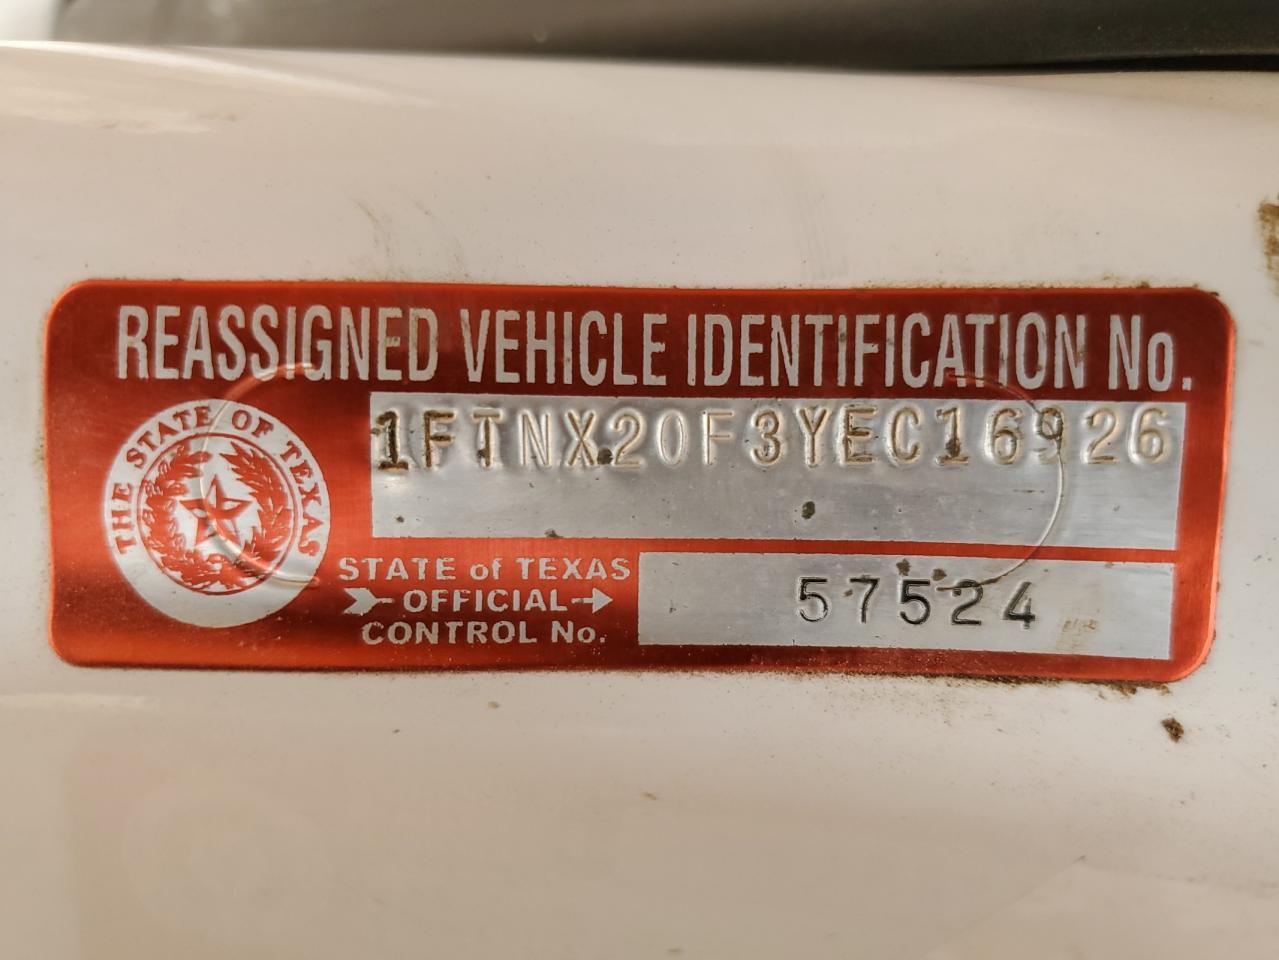 REASSIGNED VEHICLE IDENTIFICATION No.
1FTNX20F3YEC16926
THE STATE OF TEXAS
STATE of TEXAS
OFFICIAL
CONTROL No.
57524